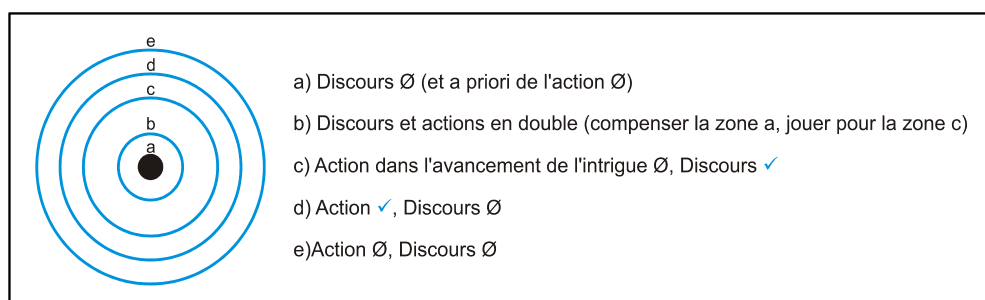 e
d
c
b
a
a) Discours Ø (et a priori de l'action Ø)
b) Discours et actions en double (compenser la zone a, jouer pour la zone c)
c) Action dans l'avancement de l'intrigue Ø, Discours ✓
d) Action ✓, Discours Ø
e)Action Ø, Discours Ø